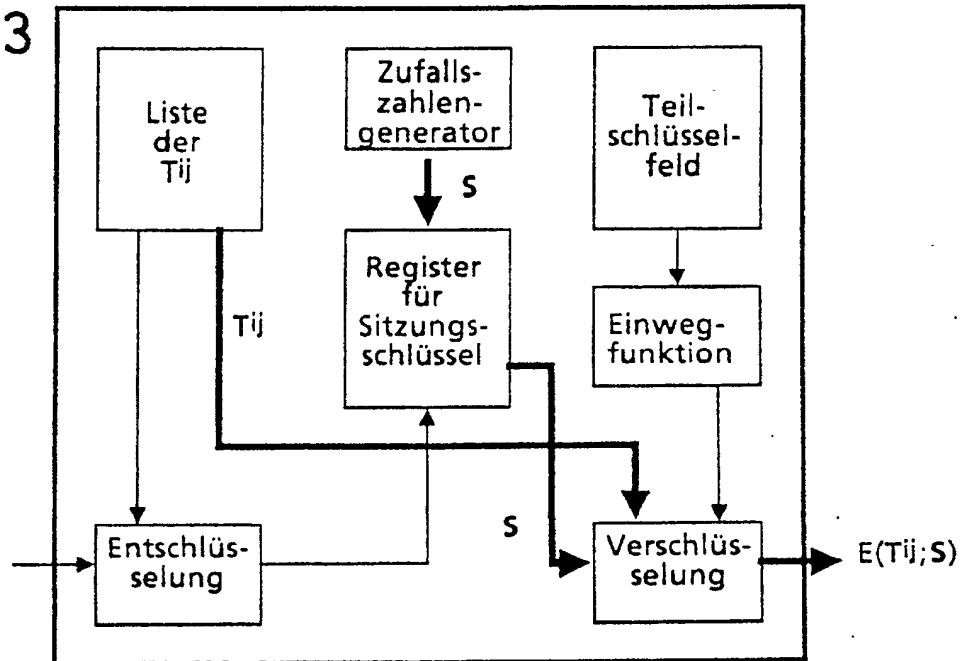 3
Liste
der
Tij
Zufalls-
zahlen-
generator
Teil-
schlüssel-
feld
S
Register
für
Sitzungs-
schlüssel
Tij
Einweg-
funktion
S
Entschlüs-
selung
Verschlüs-
selung
E(Tij;S)